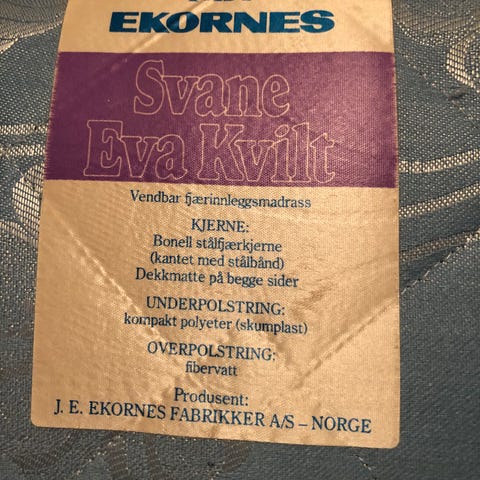 EKORNES
Svane
Eva Kvilt
Vendbar fjærinnleggsmadrass
KJERNE:
Bonell stålfjærkjerne
(kantet med stålbånd)
Dekkmatte på begge sider
UNDERPOLSTRING:
kompakt polyeter (skumplast)
OVERPOLSTRING:
fibervatt
Produsent:
J. E. EKORNES FABRIKKER A/S – NORGE